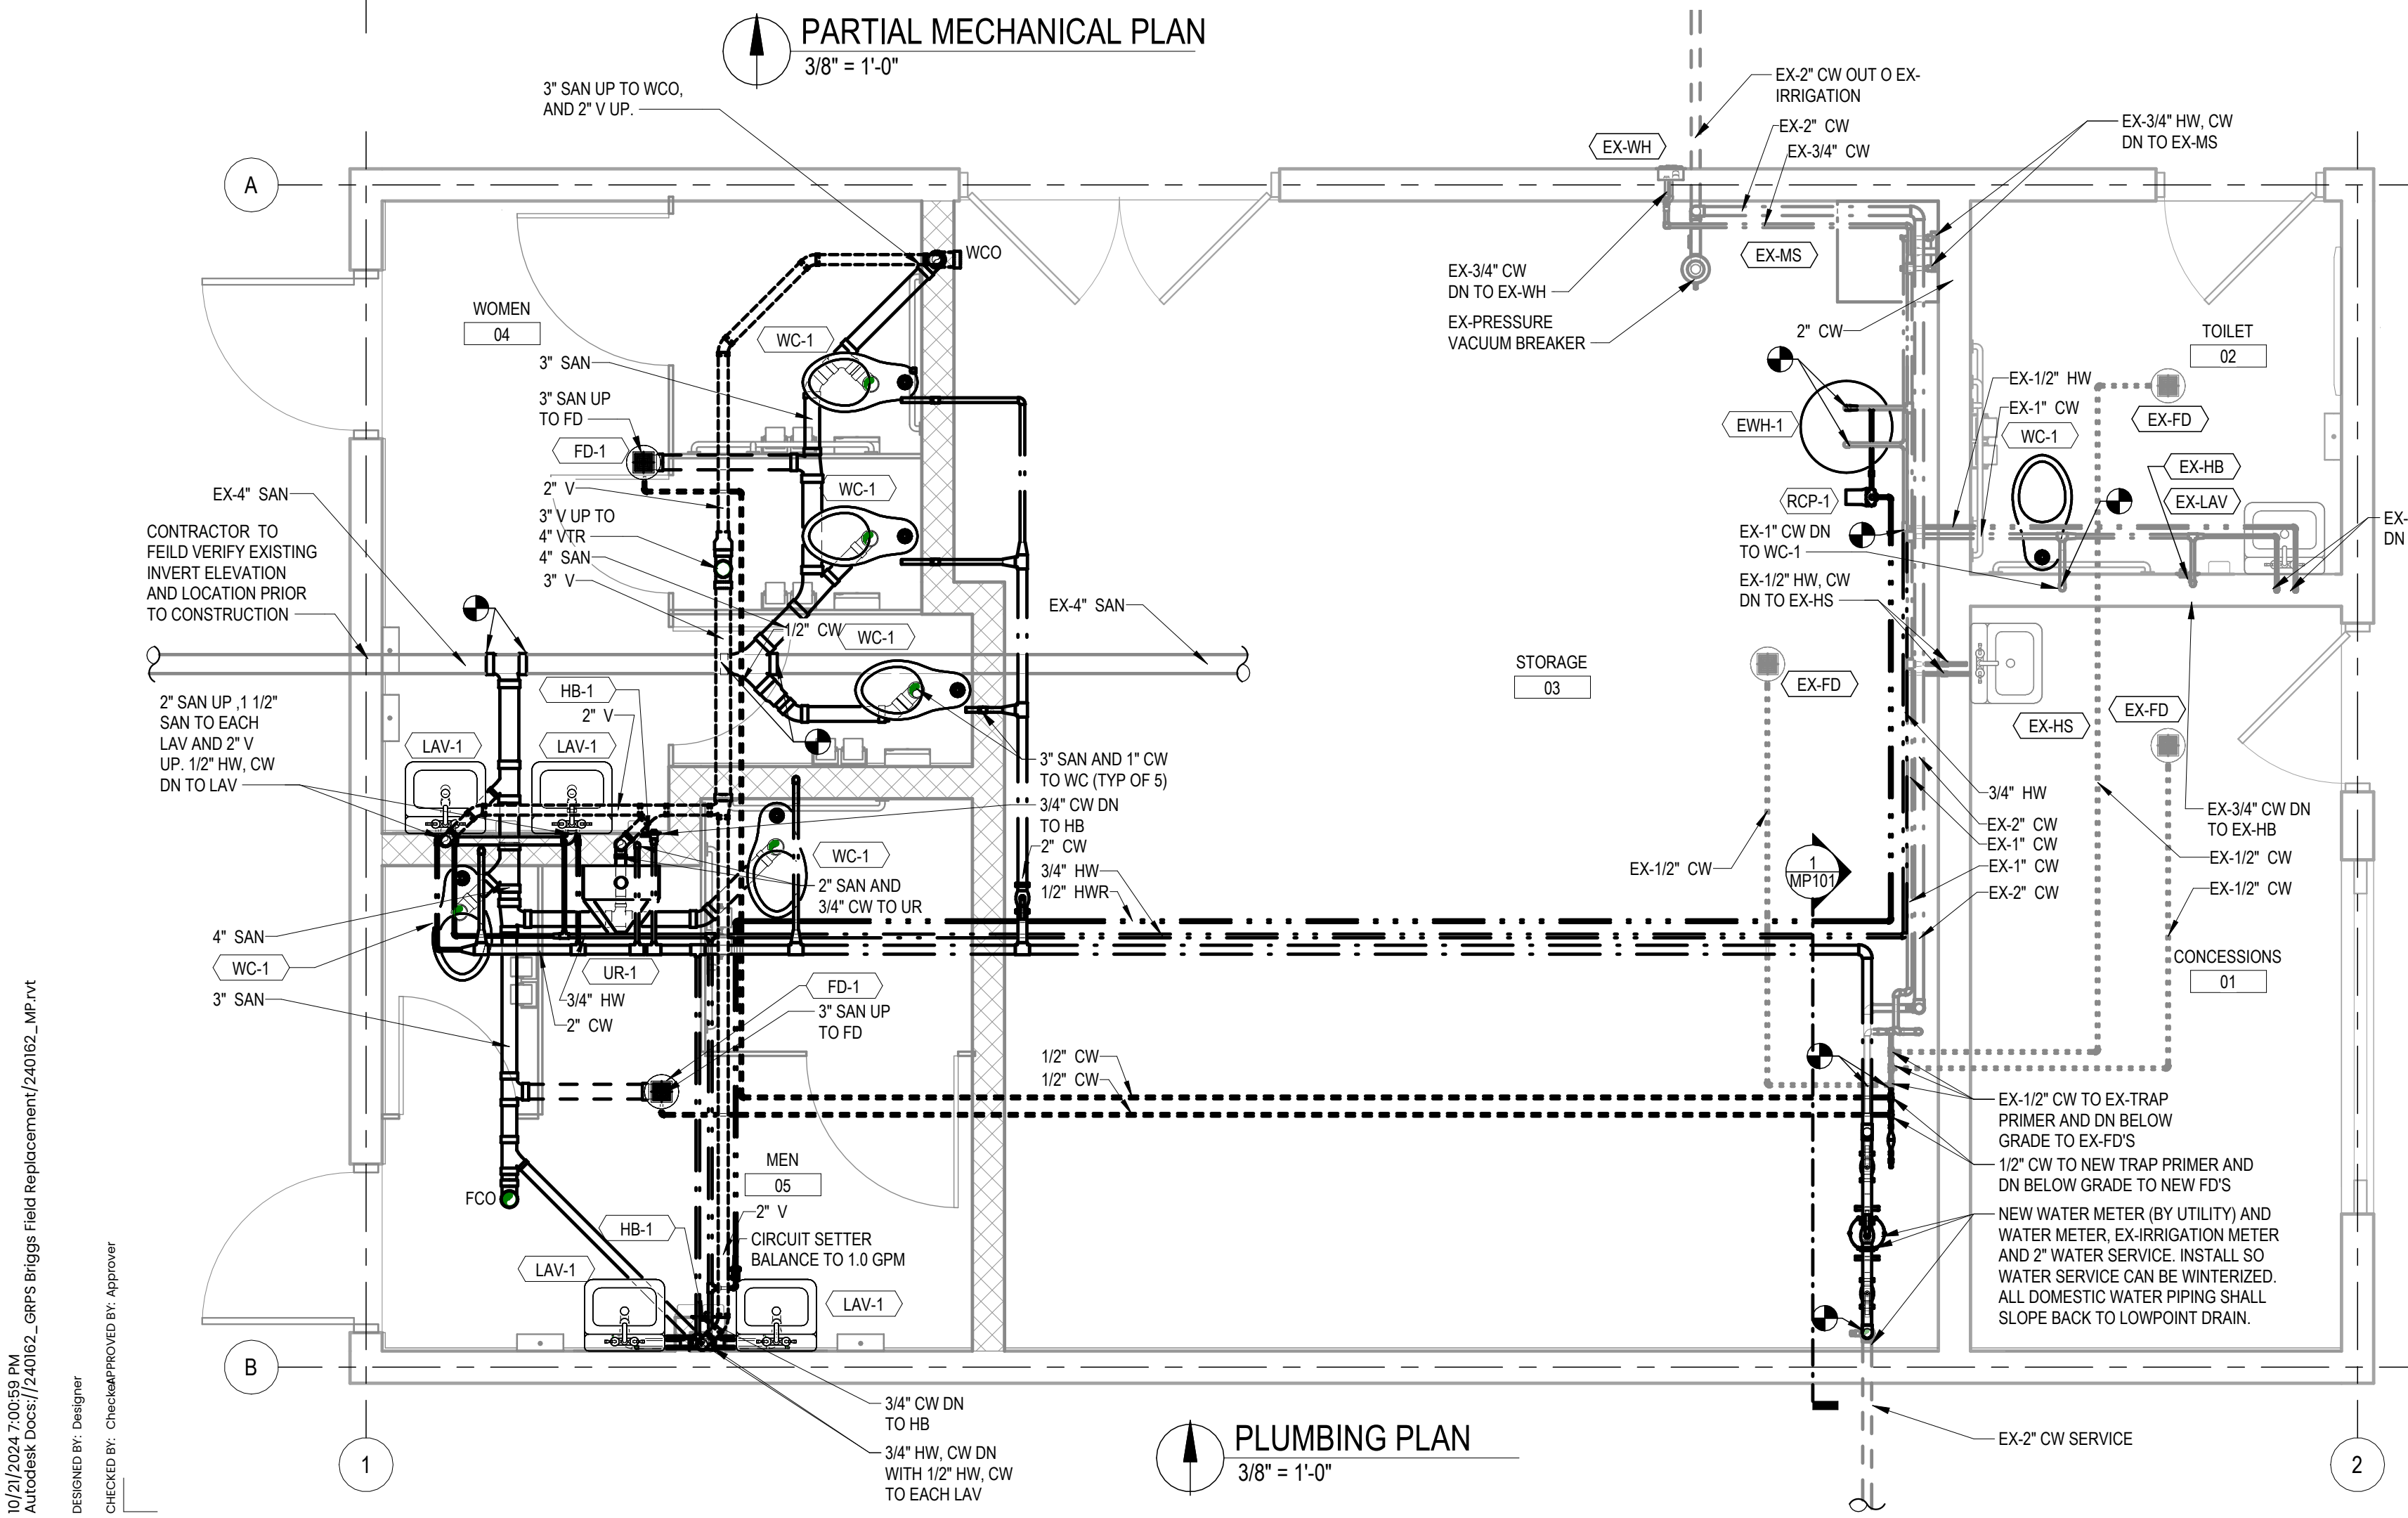 PARTIAL MECHANICAL PLAN
3/8" = 1'-0"
3" SAN UP TO WCO,
AND 2" V UP.
EX-2" CW OUT O EX-
IRRIGATION
EX-2" CW
EX-3/4" CW
EX-WH
EX-3/4" HW, CW
DN TO EX-MS
A
WCO
EX-MS
EX-3/4" CW
DN TO EX-WH
EX-PRESSURE
VACUUM BREAKER
2" CW
WOMEN
04
WC-1
TOILET
02
3" SAN
3" SAN UP
TO FD
FD-1
EX-1/2" HW
EX-1" CW
EX-FD
EWH-1
WC-1
EX-HB
EX-LAV
EX-4" SAN
2" V
WC-1
RCP-1
3" V UP TO
4" VTR
4" SAN
3" V
CONTRACTOR TO
FEILD VERIFY EXISTING
INVERT ELEVATION
AND LOCATION PRIOR
TO CONSTRUCTION
EX-1" CW DN
TO WC-1
EX-
DN
EX-1/2" HW, CW
DN TO EX-HS
EX-4" SAN
1/2" CW
WC-1
STORAGE
03
EX-FD
EX-HS
EX-FD
2" SAN UP ,1 1/2"
SAN TO EACH
LAV AND 2" V
UP. 1/2" HW, CW
DN TO LAV
HB-1
2" V
LAV-1
LAV-1
3" SAN AND 1" CW
TO WC (TYP OF 5)
3/4" CW DN
TO HB
2" CW
3/4" HW
1/2" HWR
3/4" HW
EX-2" CW
EX-1" CW
EX-1" CW
EX-2" CW
EX-3/4" CW DN
TO EX-HB
EX-1/2" CW
EX-1/2" CW
EX-1/2" CW
1
MP101
WC-1
2" SAN AND
3/4" CW TO UR
4" SAN
WC-1
3" SAN
UR-1
3/4" HW
2" CW
FD-1
3" SAN UP
TO FD
CONCESSIONS
01
1/2" CW
1/2" CW
EX-1/2" CW TO EX-TRAP
PRIMER AND DN BELOW
GRADE TO EX-FD'S
1/2" CW TO NEW TRAP PRIMER AND
DN BELOW GRADE TO NEW FD'S
NEW WATER METER (BY UTILITY) AND
WATER METER, EX-IRRIGATION METER
AND 2" WATER SERVICE. INSTALL SO
WATER SERVICE CAN BE WINTERIZED.
ALL DOMESTIC WATER PIPING SHALL
SLOPE BACK TO LOWPOINT DRAIN.
MEN
05
FCO
2" V
HB-1
CIRCUIT SETTER
BALANCE TO 1.0 GPM
LAV-1
LAV-1
B
3/4" CW DN
TO HB
3/4" HW, CW DN
WITH 1/2" HW, CW
TO EACH LAV
PLUMBING PLAN
3/8" = 1'-0"
EX-2" CW SERVICE
1
2
10/21/2024 7:00:59 PM
Autodesk Docs://240162_GRPS Briggs Field Replacement/240162_MP.rvt
DESIGNED BY: Designer
CHECKED BY: Checker
APPROVED BY: Approver